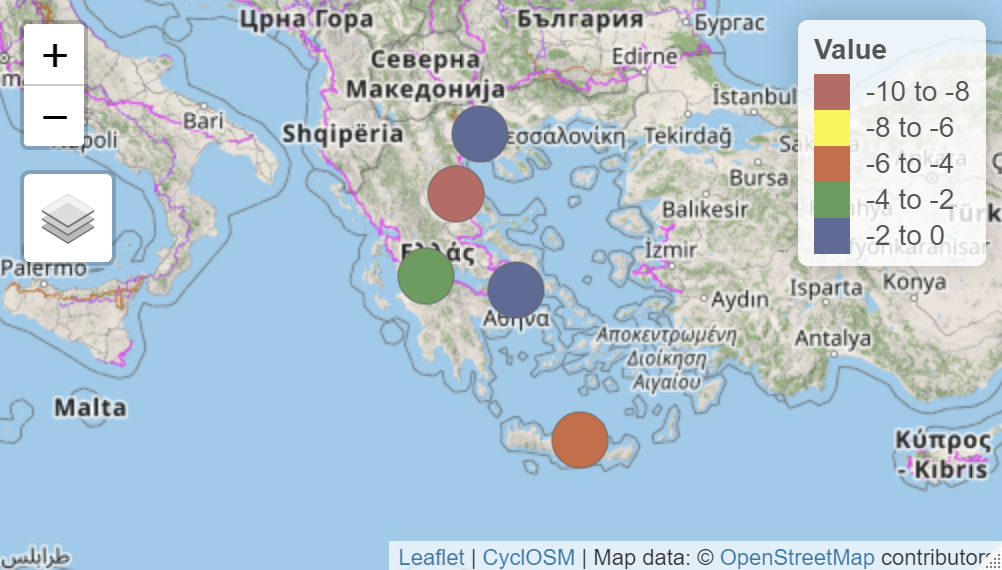 Црна Гора
България
Бургас
Северна
Македонија
Edirne
+
−
Bari
Shqipëria
Tekirdağ
İstanbul
Bursa
Balıkesir
Ελλάς
İzmir
Palermo
Αθήνα
Aydın
Isparta
Konya
Αποκεντρωμένη
Διοίκηση
Αιγαίου
Antalya
Malta
Κύπρος
- Kıbrıs
طرابلس
Value
-10 to -8
-8 to -6
-6 to -4
-4 to -2
-2 to 0
Leaflet | CyclOSM | Map data: © OpenStreetMap contributors